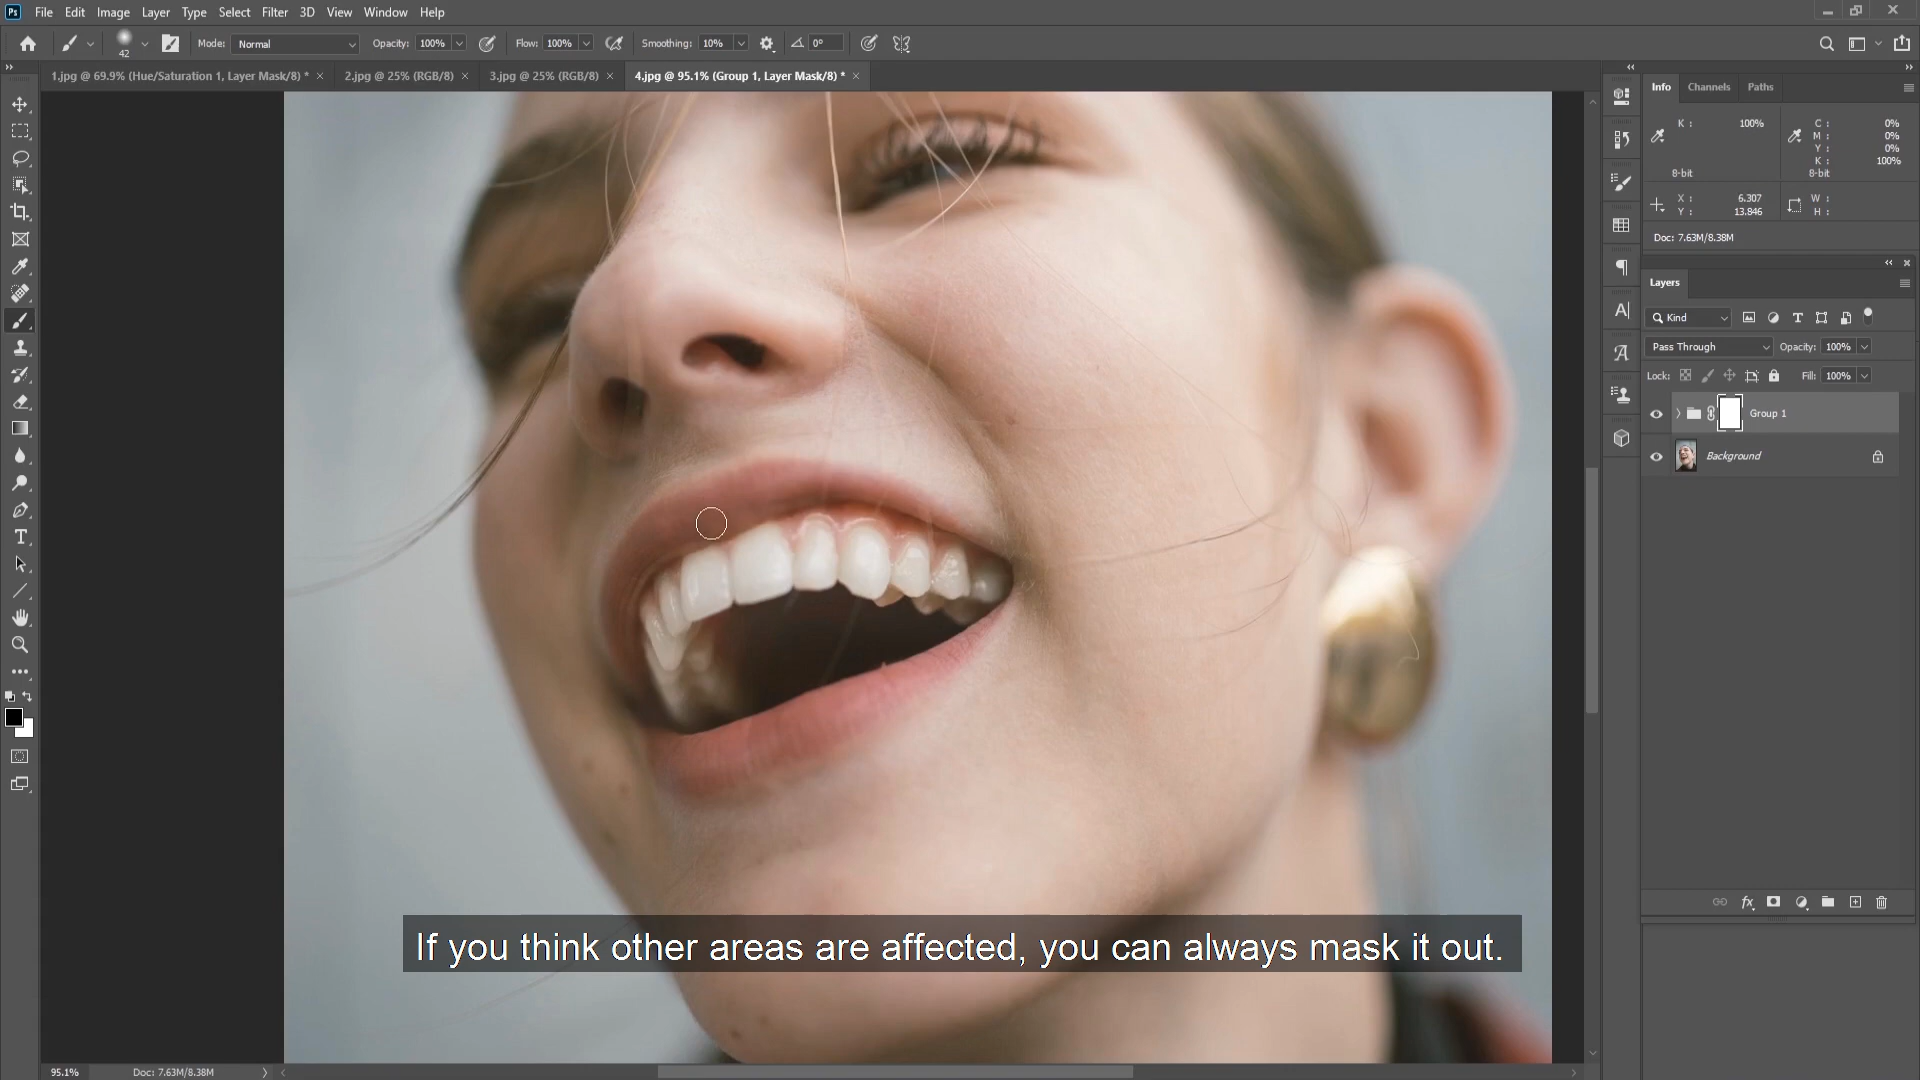 Ps File Edit Image Layer Type Select Filter 3D View Window Help
42 Mode: Normal Opacity: 100% Flow: 100% Smoothing: 10% 0°
1.jpg @ 69.9% (Hue/Saturation 1, Layer Mask/8) * × 2.jpg @ 25% (RGB/8) × 3.jpg @ 25% (RGB/8) × 4.jpg @ 95.1% (Group 1, Layer Mask/8) * ×
Info Channels Paths
K : 100% C : 0%
M : 0%
Y : 0%
K : 100%
8-bit 8-bit
X : 6.307 W :
Y : 13.846 H :
Doc: 7.63M/8.38M
Layers
Kind
Pass Through Opacity: 100%
Lock: Fill: 100%
Group 1
Background
fx
If you think other areas are affected, you can always mask it out.
95.1% Doc: 7.63M/8.38M